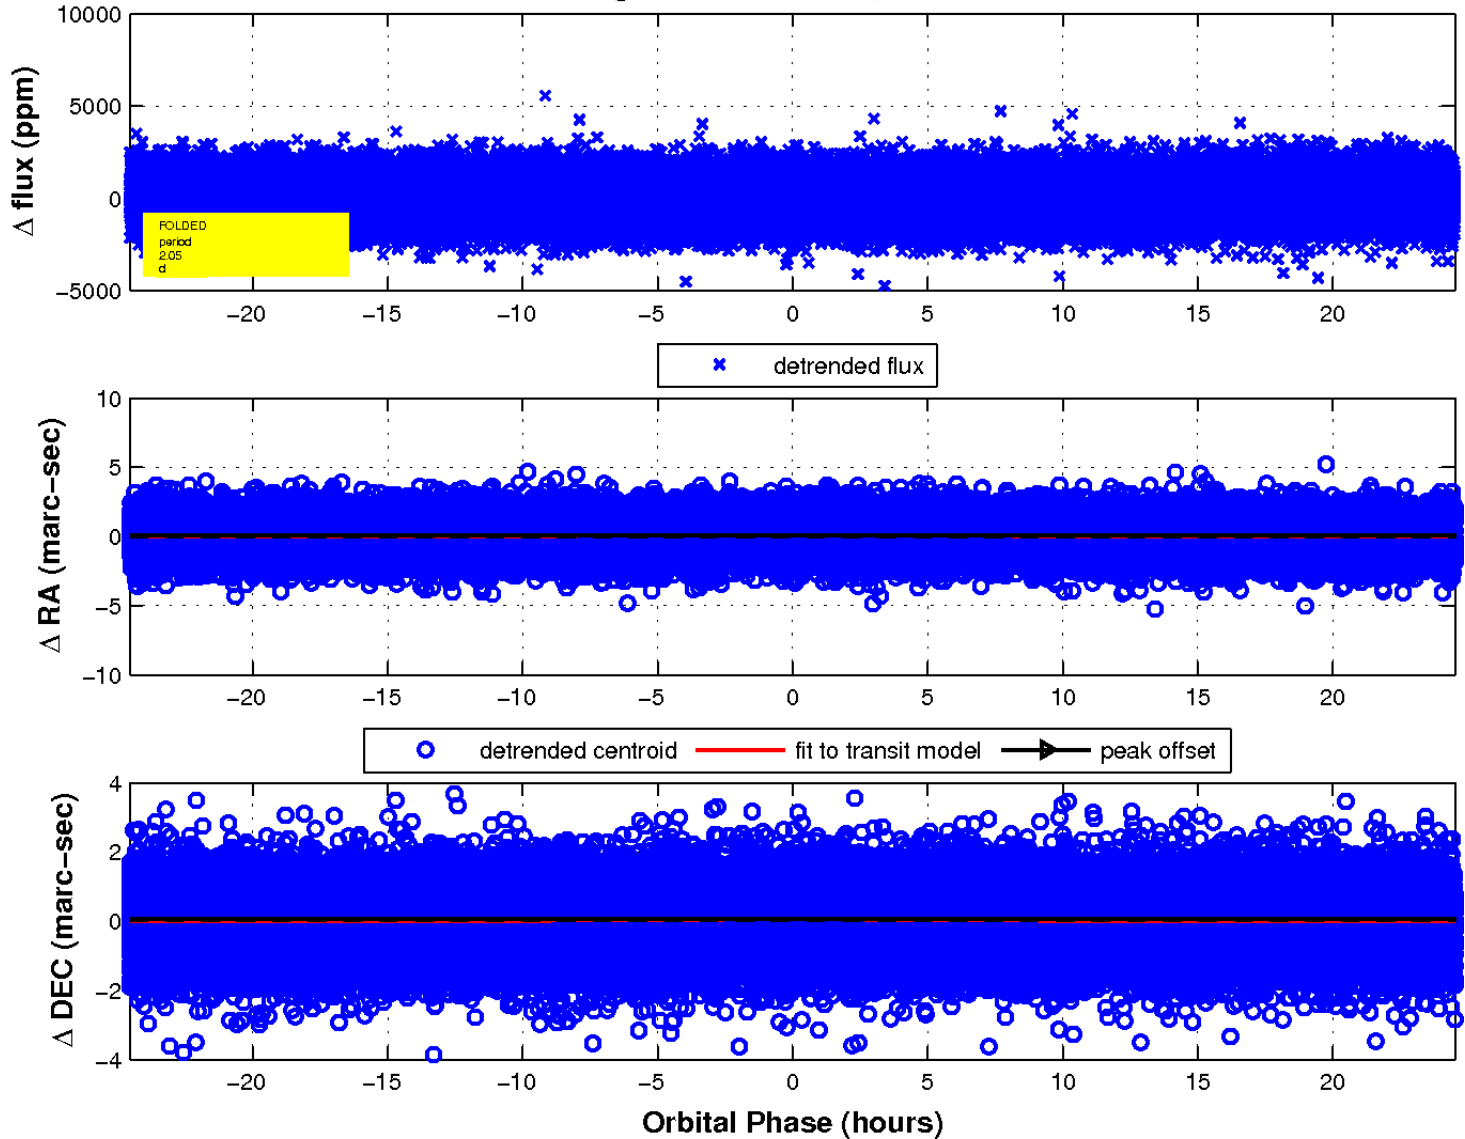 10000
5000
0
−5000
Δ flux (ppm)
FOLDED
period
2.05
d
−20 −15 −10 −5 0 5 10 15 20
detrended flux
10
5
0
−5
−10
Δ RA (marc−sec)
−20 −15 −10 −5 0 5 10 15 20
detrended centroid fit to transit model peak offset
4
2
0
−2
−4
Δ DEC (marc−sec)
−20 −15 −10 −5 0 5 10 15 20
Orbital Phase (hours)